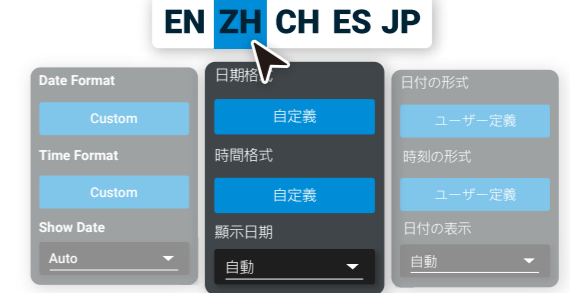 EN ZH CH ES JP
Date Format
Custom
Time Format
Custom
Show Date
Auto
日期格式
自定義
時間格式
自定義
顯示日期
自動
日付の形式
ユーザー定義
時刻の形式
ユーザー定義
日付の表示
自動